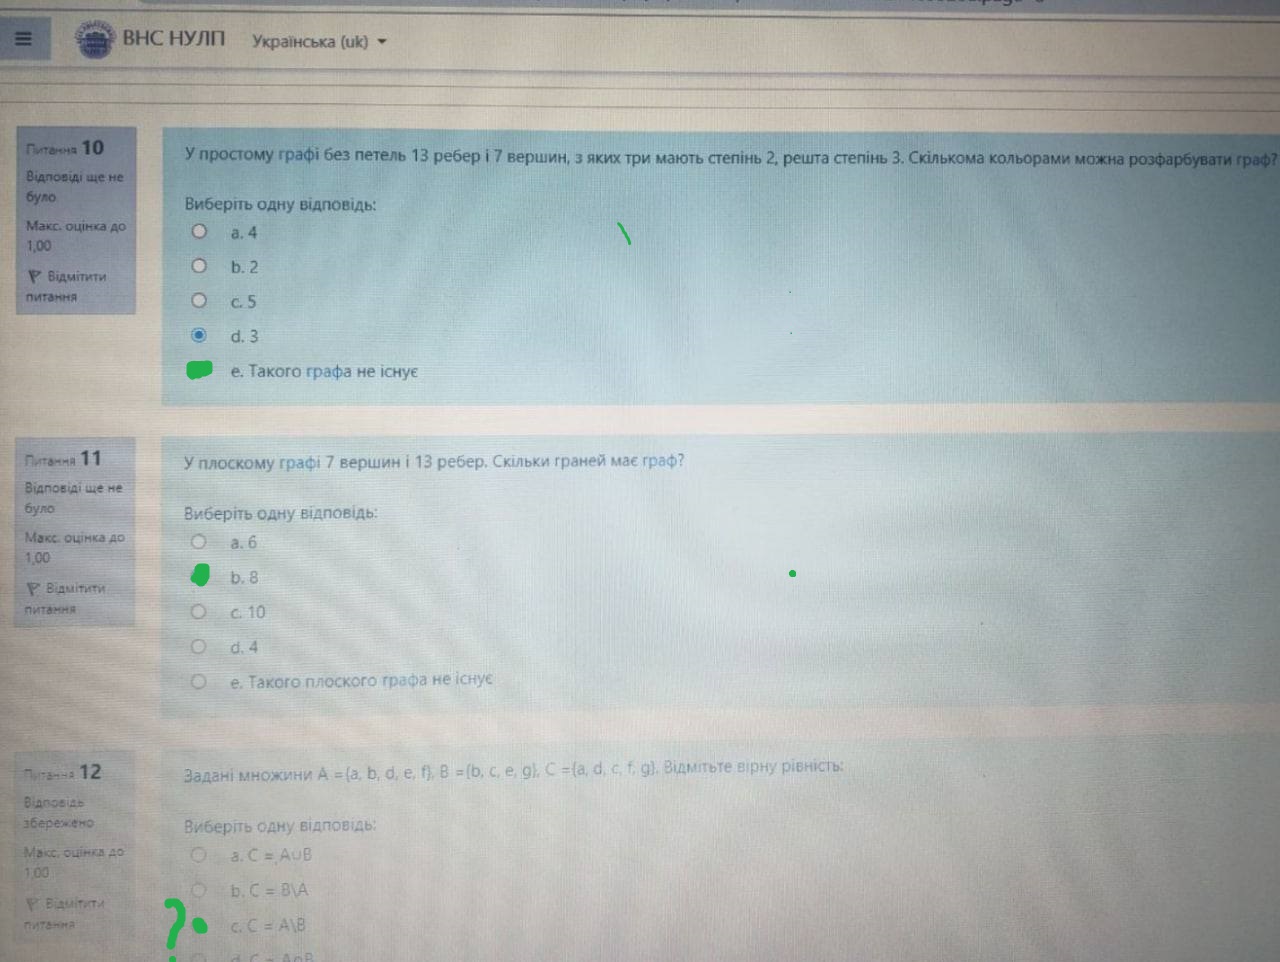 ВНС НУЛП Українська (uk)
Питання 10
Відповіді ще не
було
Макс. оцінка до
1,00
Відмітити
питання
У простому графі без петель 13 ребер і 7 вершин, з яких три мають степінь 2, решта степінь 3. Скількома кольорами можна розфарбувати граф?
Виберіть одну відповідь:
a. 4
b. 2
c. 5
d. 3
e. Такого графа не існує
Питання 11
Відповіді ще не
було
Макс. оцінка до
1,00
Відмітити
питання
У плоскому графі 7 вершин і 13 ребер. Скільки граней має граф?
Виберіть одну відповідь:
a. 6
b. 8
c. 10
d. 4
e. Такого плоского графа не існує
Питання 12
Відповідь
збережено
Макс. оцінка до
1,00
Відмітити
питання
Задані множини A ={a, b, d, e, f}, B ={b, c, e, g}, C ={a, d, c, f, g}. Відмітьте вірну рівність:
Виберіть одну відповідь:
a. C = A∪B
b. C = B\A
?
c. C = A\B
d. C = A∩B